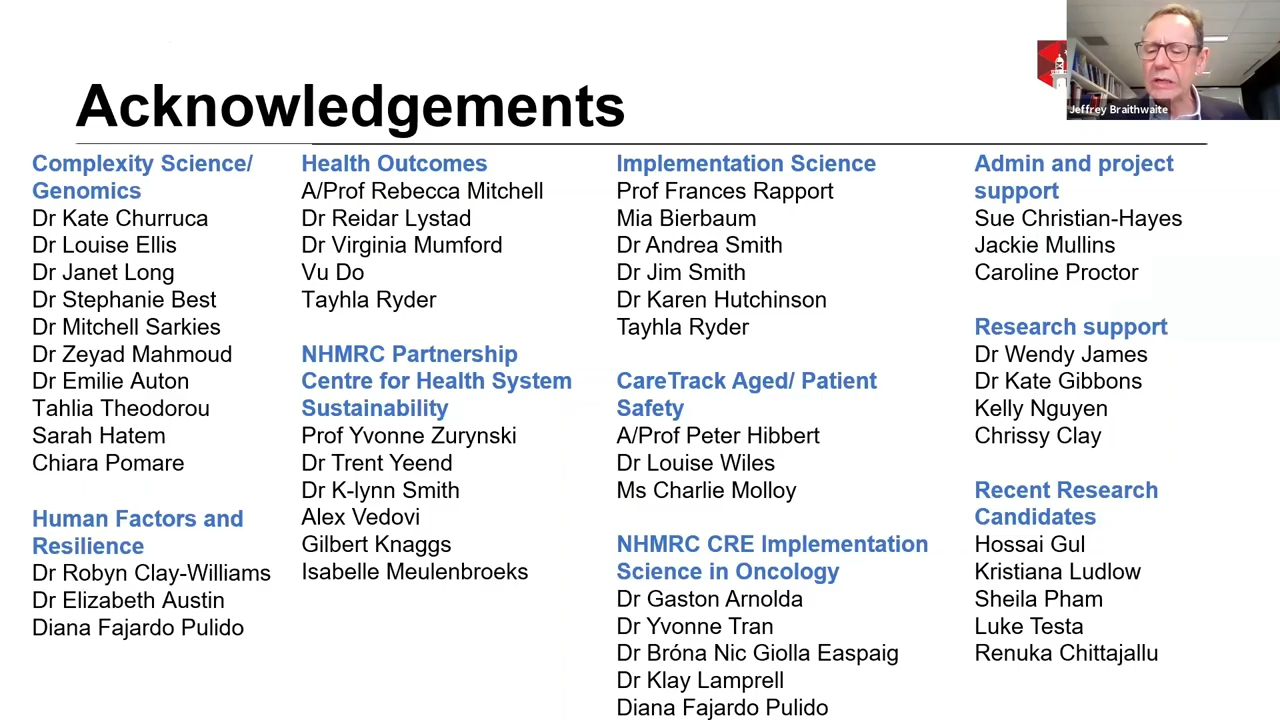 Jeffrey Braithwaite
Acknowledgements
Complexity Science/
Genomics
Dr Kate Churruca
Dr Louise Ellis
Dr Janet Long
Dr Stephanie Best
Dr Mitchell Sarkies
Dr Zeyad Mahmoud
Dr Emilie Auton
Tahlia Theodorou
Sarah Hatem
Chiara Pomare
Human Factors and
Resilience
Dr Robyn Clay-Williams
Dr Elizabeth Austin
Diana Fajardo Pulido
Health Outcomes
A/Prof Rebecca Mitchell
Dr Reidar Lystad
Dr Virginia Mumford
Vu Do
Tayhla Ryder
NHMRC Partnership
Centre for Health System
Sustainability
Prof Yvonne Zurynski
Dr Trent Yeend
Dr K-lynn Smith
Alex Vedovi
Gilbert Knaggs
Isabelle Meulenbroeks
Implementation Science
Prof Frances Rapport
Mia Bierbaum
Dr Andrea Smith
Dr Jim Smith
Dr Karen Hutchinson
Tayhla Ryder
CareTrack Aged/ Patient
Safety
A/Prof Peter Hibbert
Dr Louise Wiles
Ms Charlie Molloy
NHMRC CRE Implementation
Science in Oncology
Dr Gaston Arnolda
Dr Yvonne Tran
Dr Bróna Nic Giolla Easpaig
Dr Klay Lamprell
Diana Fajardo Pulido
Admin and project
support
Sue Christian-Hayes
Jackie Mullins
Caroline Proctor
Research support
Dr Wendy James
Dr Kate Gibbons
Kelly Nguyen
Chrissy Clay
Recent Research
Candidates
Hossai Gul
Kristiana Ludlow
Sheila Pham
Luke Testa
Renuka Chittajallu